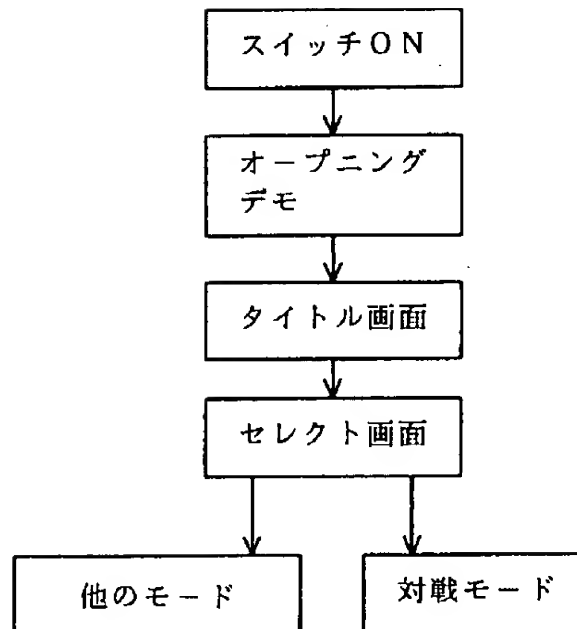 スイッチＯＮ
オープニング
デモ
タイトル画面
セレクト画面
他のモード
対戦モード